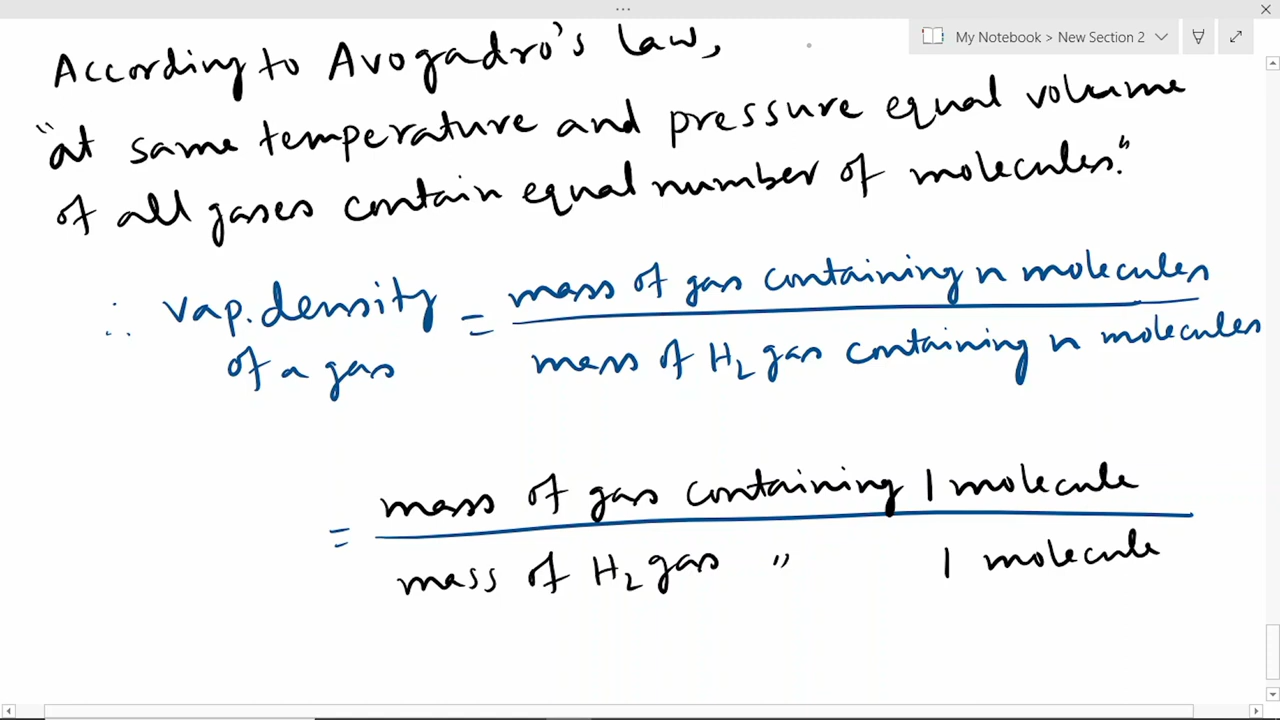 My Notebook > New Section 2
According to Avogadro's law,
"at same temperature and pressure equal volume
of all gases contain equal number of molecules."
∴ vap. density of a gas = mass of gas containing n molecules
mass of H₂ gas containing n molecules
= mass of gas containing 1 molecule
mass of H₂ gas " 1 molecule